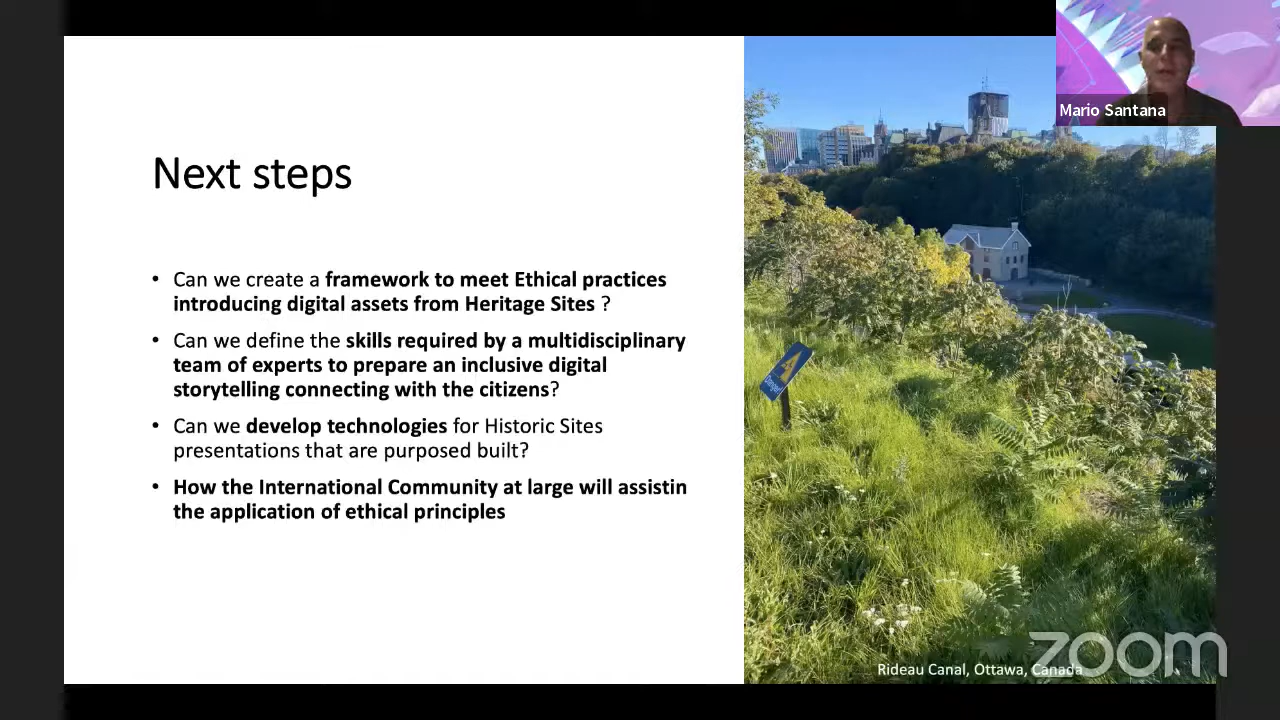 Mario Santana
Next steps
• Can we create a framework to meet Ethical practices
introducing digital assets from Heritage Sites ?
• Can we define the skills required by a multidisciplinary
team of experts to prepare an inclusive digital
storytelling connecting with the citizens?
• Can we develop technologies for Historic Sites
presentations that are purposed built?
• How the International Community at large will assistin
the application of ethical principles
Danger!
Rideau Canal, Ottawa, Canada
zoom